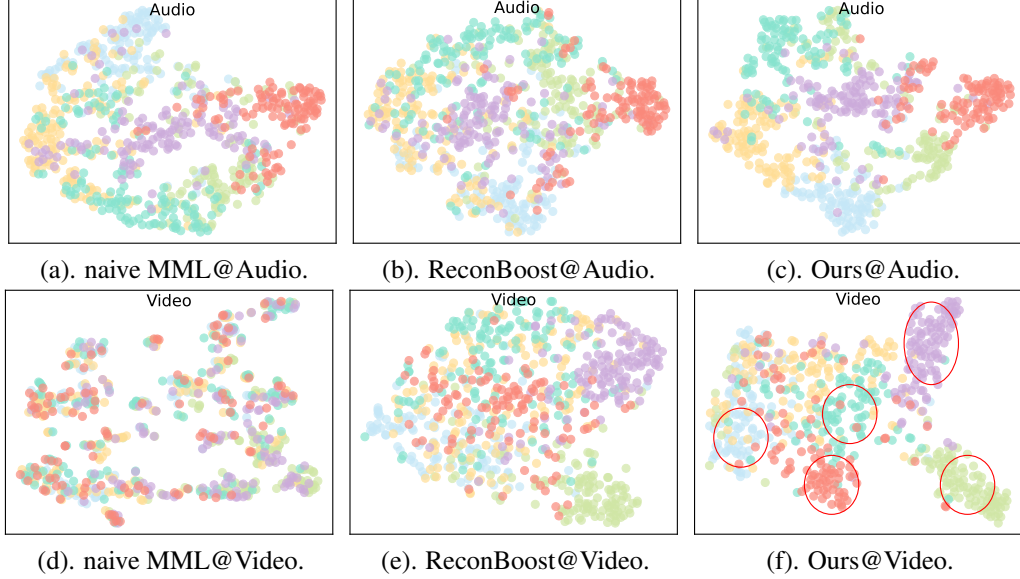 Audio
Audio
Audio
(a). naive MML@Audio.
(b). ReconBoost@Audio.
(c). Ours@Audio.
Video
Video
Video
(d). naive MML@Video.
(e). ReconBoost@Video.
(f). Ours@Video.